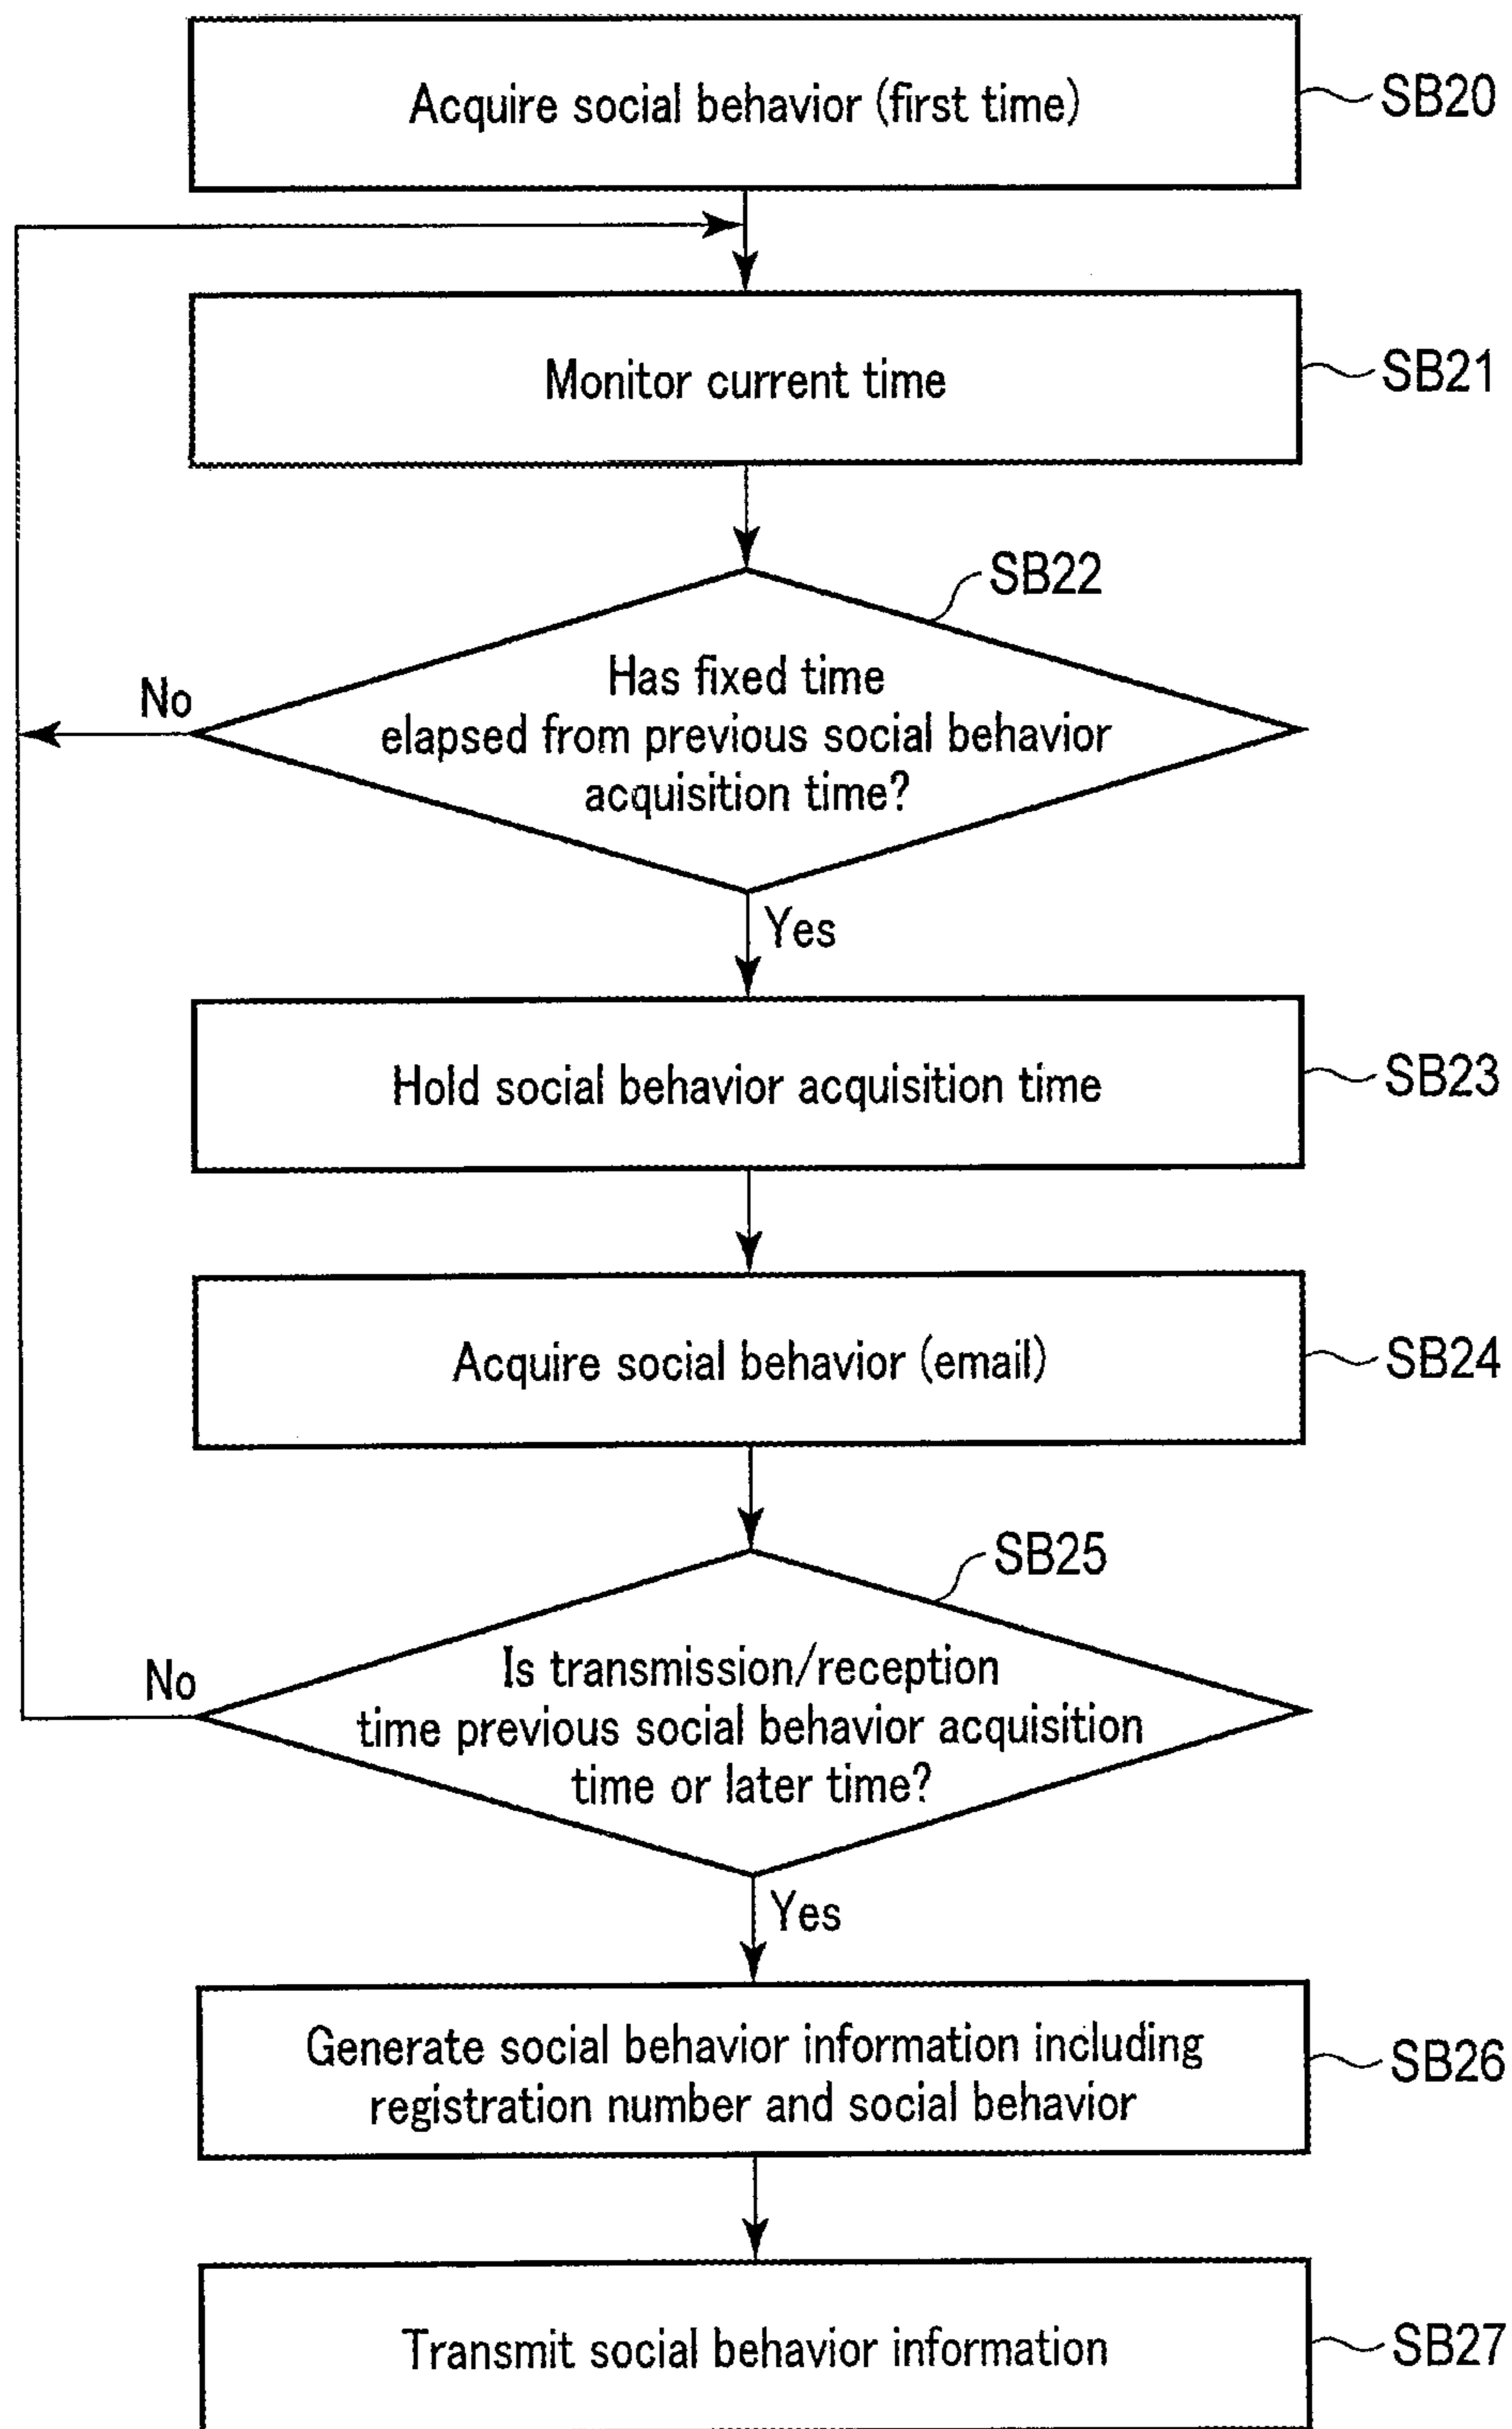 Acquire social behavior (first time)
SB20
Monitor current time
SB21
SB22
Has fixed time
elapsed from previous social behavior
acquisition time?
No
Yes
Hold social behavior acquisition time
SB23
Acquire social behavior (email)
SB24
SB25
Is transmission/reception
time previous social behavior acquisition
time or later time?
No
Yes
Generate social behavior information including
registration number and social behavior
SB26
Transmit social behavior information
SB27